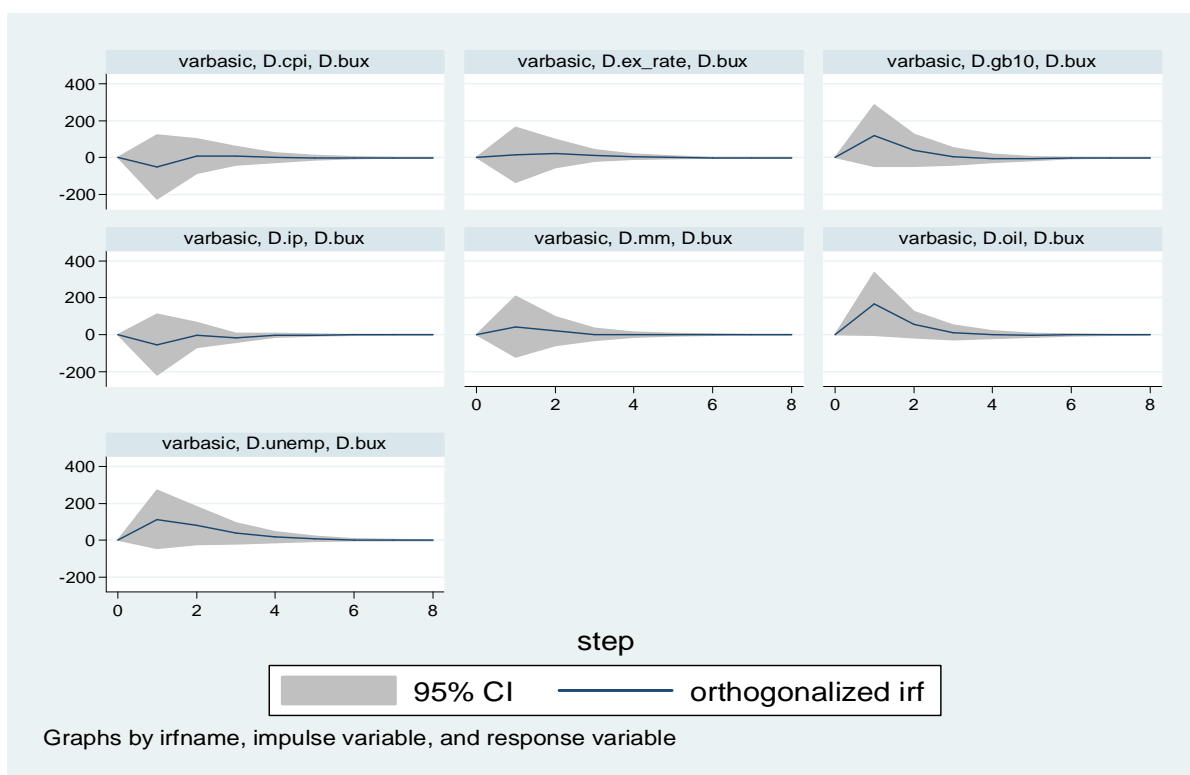 varbasic, D.cpi, D.bux
varbasic, D.ex_rate, D.bux
varbasic, D.gb10, D.bux
400
200
0
-200
varbasic, D.ip, D.bux
varbasic, D.mm, D.bux
varbasic, D.oil, D.bux
400
200
0
-200
0 2 4 6 8
0 2 4 6 8
varbasic, D.unemp, D.bux
400
200
0
-200
0 2 4 6 8
step
95% CI
orthogonalized irf
Graphs by irfname, impulse variable, and response variable